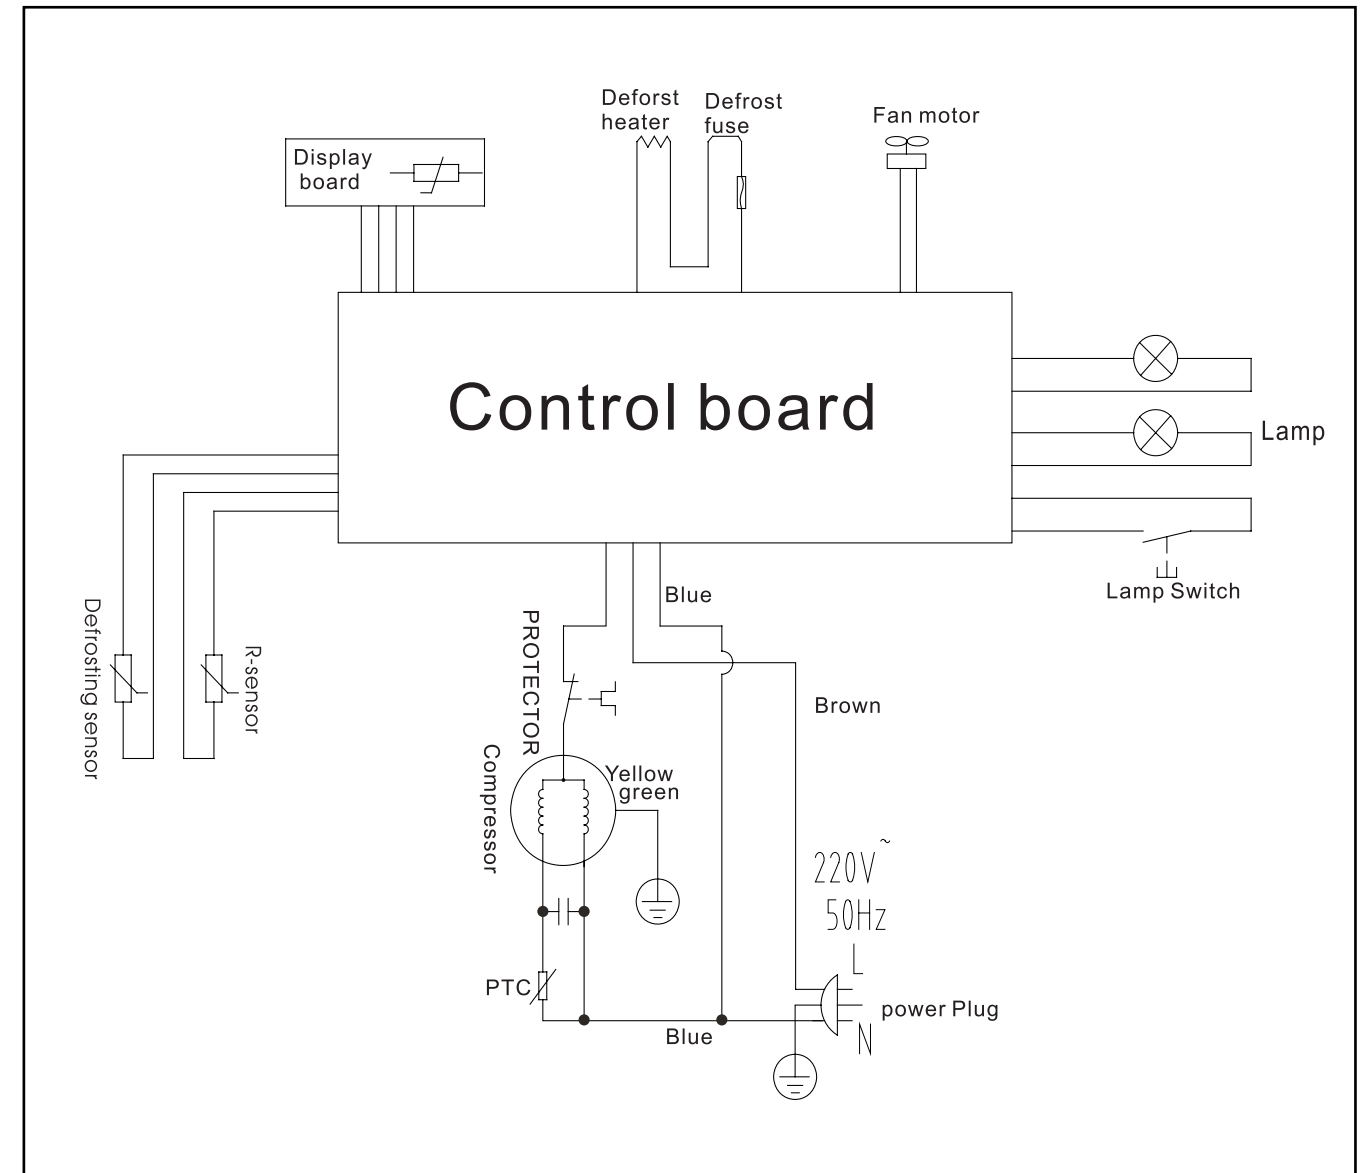 Deforst
heater
Defrost
fuse
Fan motor
Display
board
Control board
Lamp
Lamp Switch
Blue
PROTECTOR
Defrosting sensor
R-sensor
Brown
Compressor
Yellow
green
220V~
50Hz
L
PTC
power Plug
N
Blue